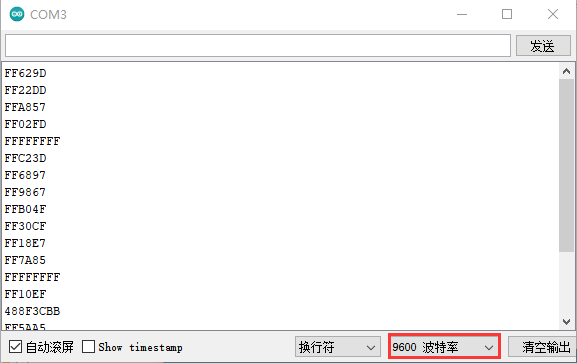 COM3
发送
FF629D
FF22DD
FFA857
FF02FD
FFFFFFFF
FFC23D
FF6897
FF9867
FFB04F
FF30CF
FF18E7
FF7A85
FFFFFFFF
FF10EF
488F3CBB
FF5AA5
自动滚屏 Show timestamp 换行符 9600 波特率 清空输出